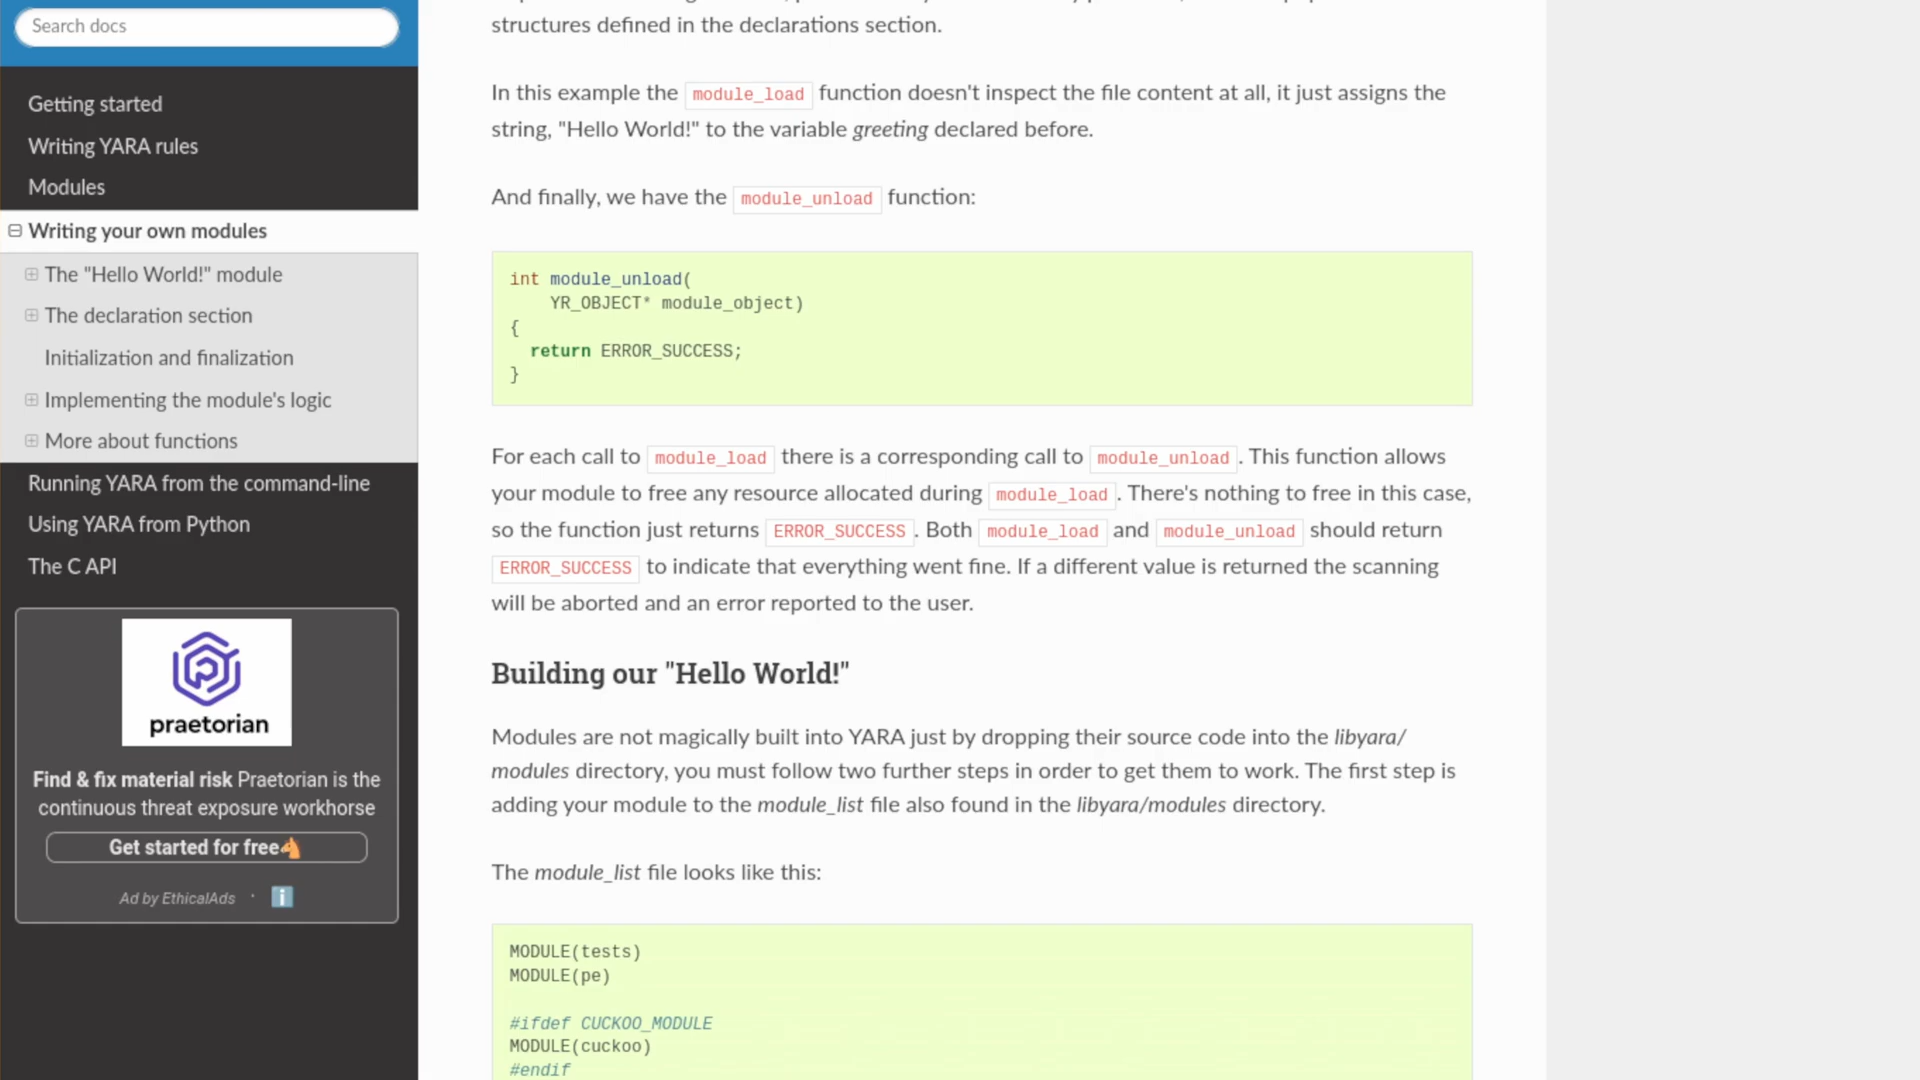 Search docs
Getting started
Writing YARA rules
Modules
Writing your own modules
The "Hello World!" module
The declaration section
Initialization and finalization
Implementing the module's logic
More about functions
Running YARA from the command-line
Using YARA from Python
The C API
praetorian
Find & fix material risk Praetorian is the
continuous threat exposure workhorse
Get started for free
Ad by EthicalAds ·
structures defined in the declarations section.
In this example the module_load function doesn't inspect the file content at all, it just assigns the
string, "Hello World!" to the variable greeting declared before.
And finally, we have the module_unload function:
int module_unload(
    YR_OBJECT* module_object)
{
  return ERROR_SUCCESS;
}
For each call to module_load there is a corresponding call to module_unload. This function allows
your module to free any resource allocated during module_load. There's nothing to free in this case,
so the function just returns ERROR_SUCCESS. Both module_load and module_unload should return
ERROR_SUCCESS to indicate that everything went fine. If a different value is returned the scanning
will be aborted and an error reported to the user.
Building our "Hello World!"
Modules are not magically built into YARA just by dropping their source code into the libyara/
modules directory, you must follow two further steps in order to get them to work. The first step is
adding your module to the module_list file also found in the libyara/modules directory.
The module_list file looks like this:
MODULE(tests)
MODULE(pe)
#ifdef CUCKOO_MODULE
MODULE(cuckoo)
#endif